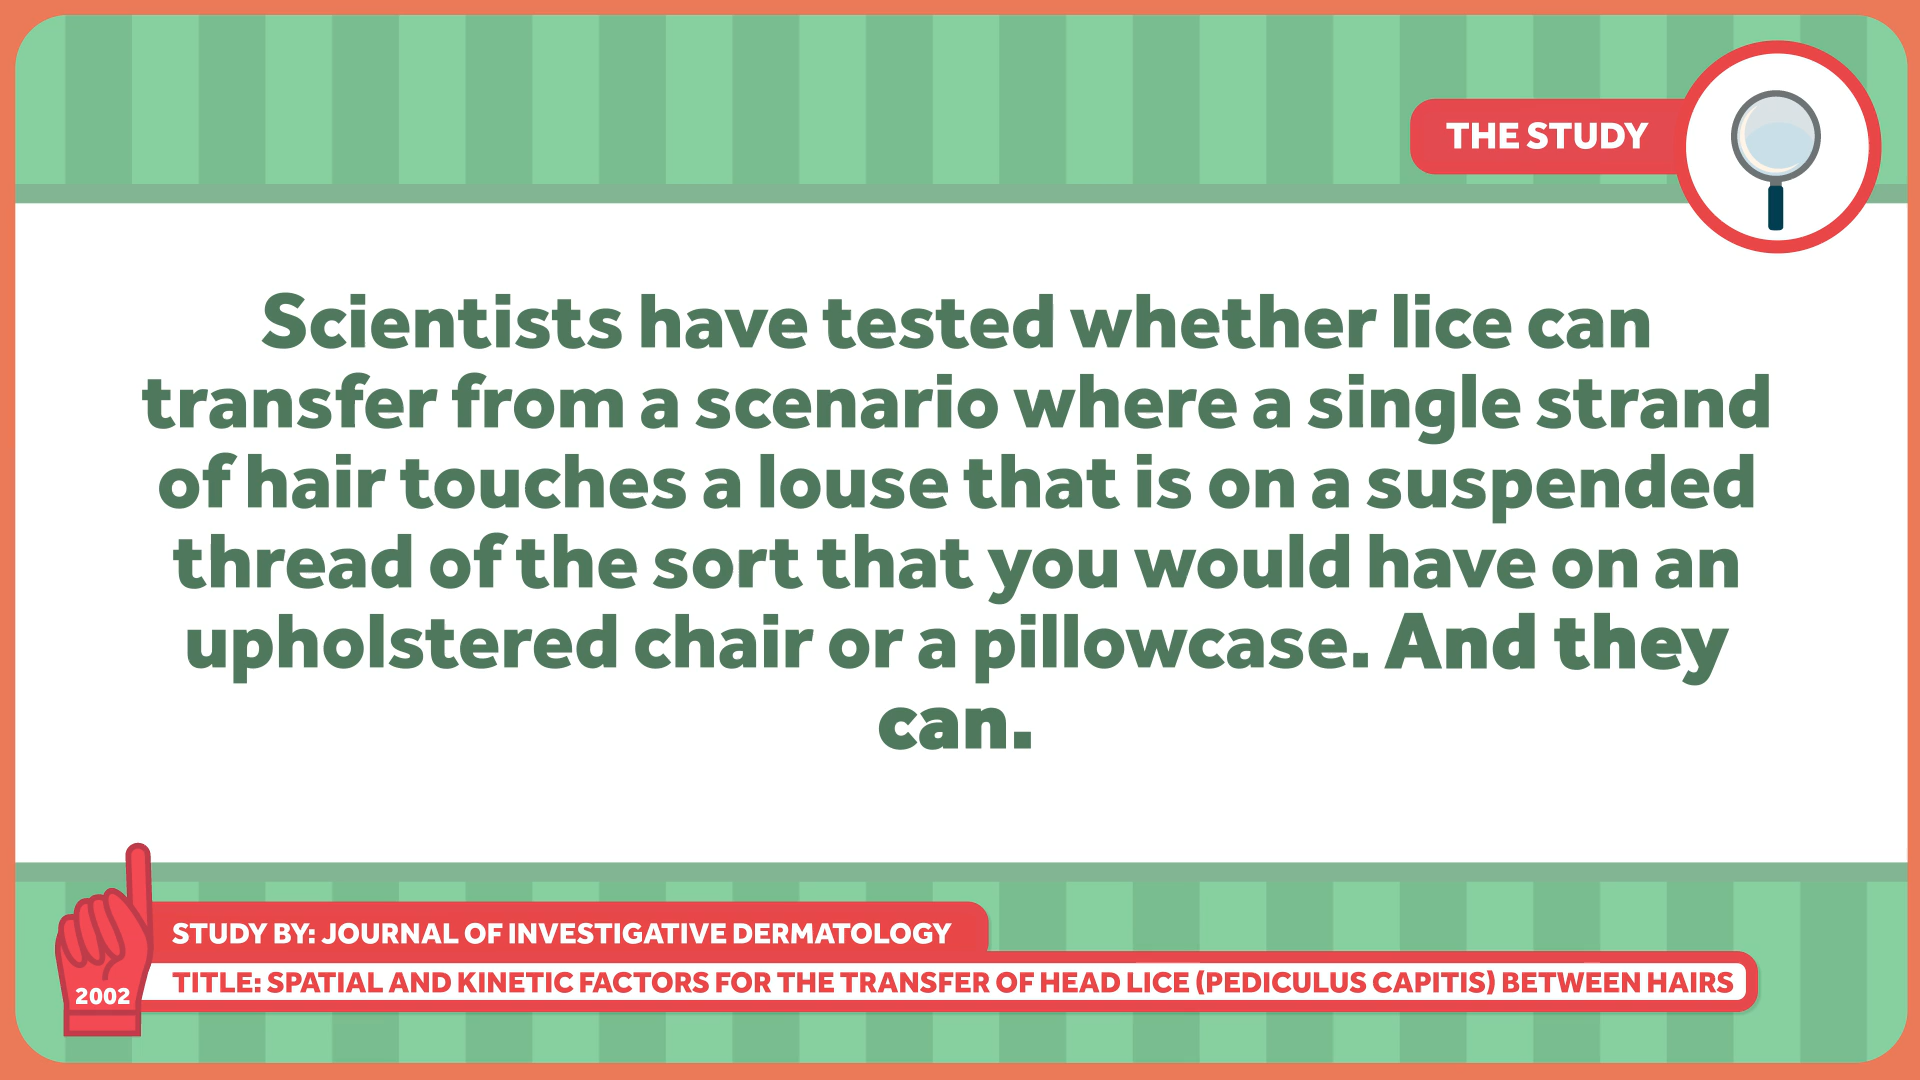 THE STUDY
Scientists have tested whether lice can
transfer from a scenario where a single strand
of hair touches a louse that is on a suspended
thread of the sort that you would have on an
upholstered chair or a pillowcase. And they
can.
STUDY BY: JOURNAL OF INVESTIGATIVE DERMATOLOGY
TITLE: SPATIAL AND KINETIC FACTORS FOR THE TRANSFER OF HEAD LICE (PEDICULUS CAPITIS) BETWEEN HAIRS
2002